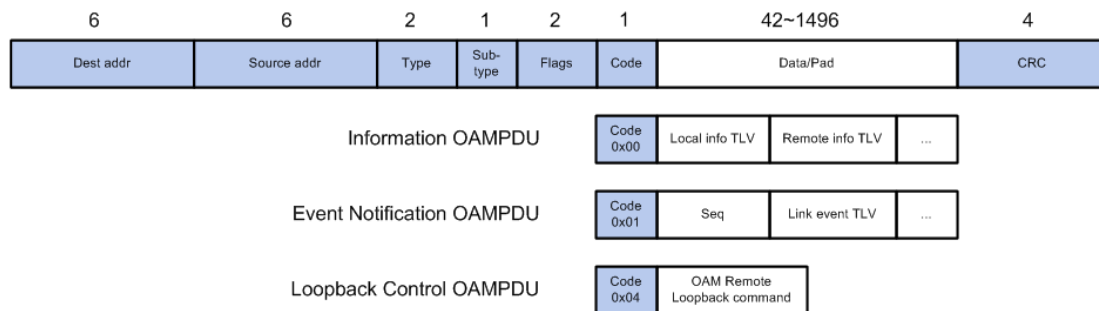 6 6 2 1 2 1 42~1496 4
Dest addr Source addr Type Sub-type Flags Code Data/Pad CRC
Information OAMPDU Code 0x00 Local info TLV Remote info TLV ...
Event Notification OAMPDU Code 0x01 Seq Link event TLV ...
Loopback Control OAMPDU Code 0x04 OAM Remote Loopback command